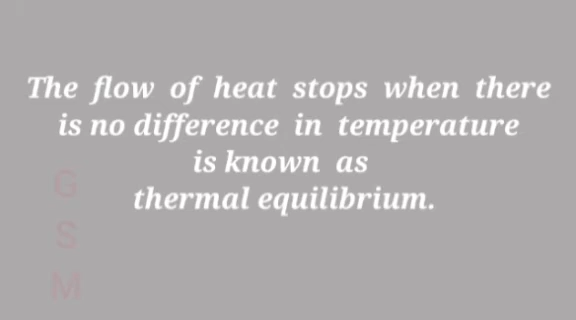 The flow of heat stops when there
is no difference in temperature
is known as
thermal equilibrium.
G
S
M